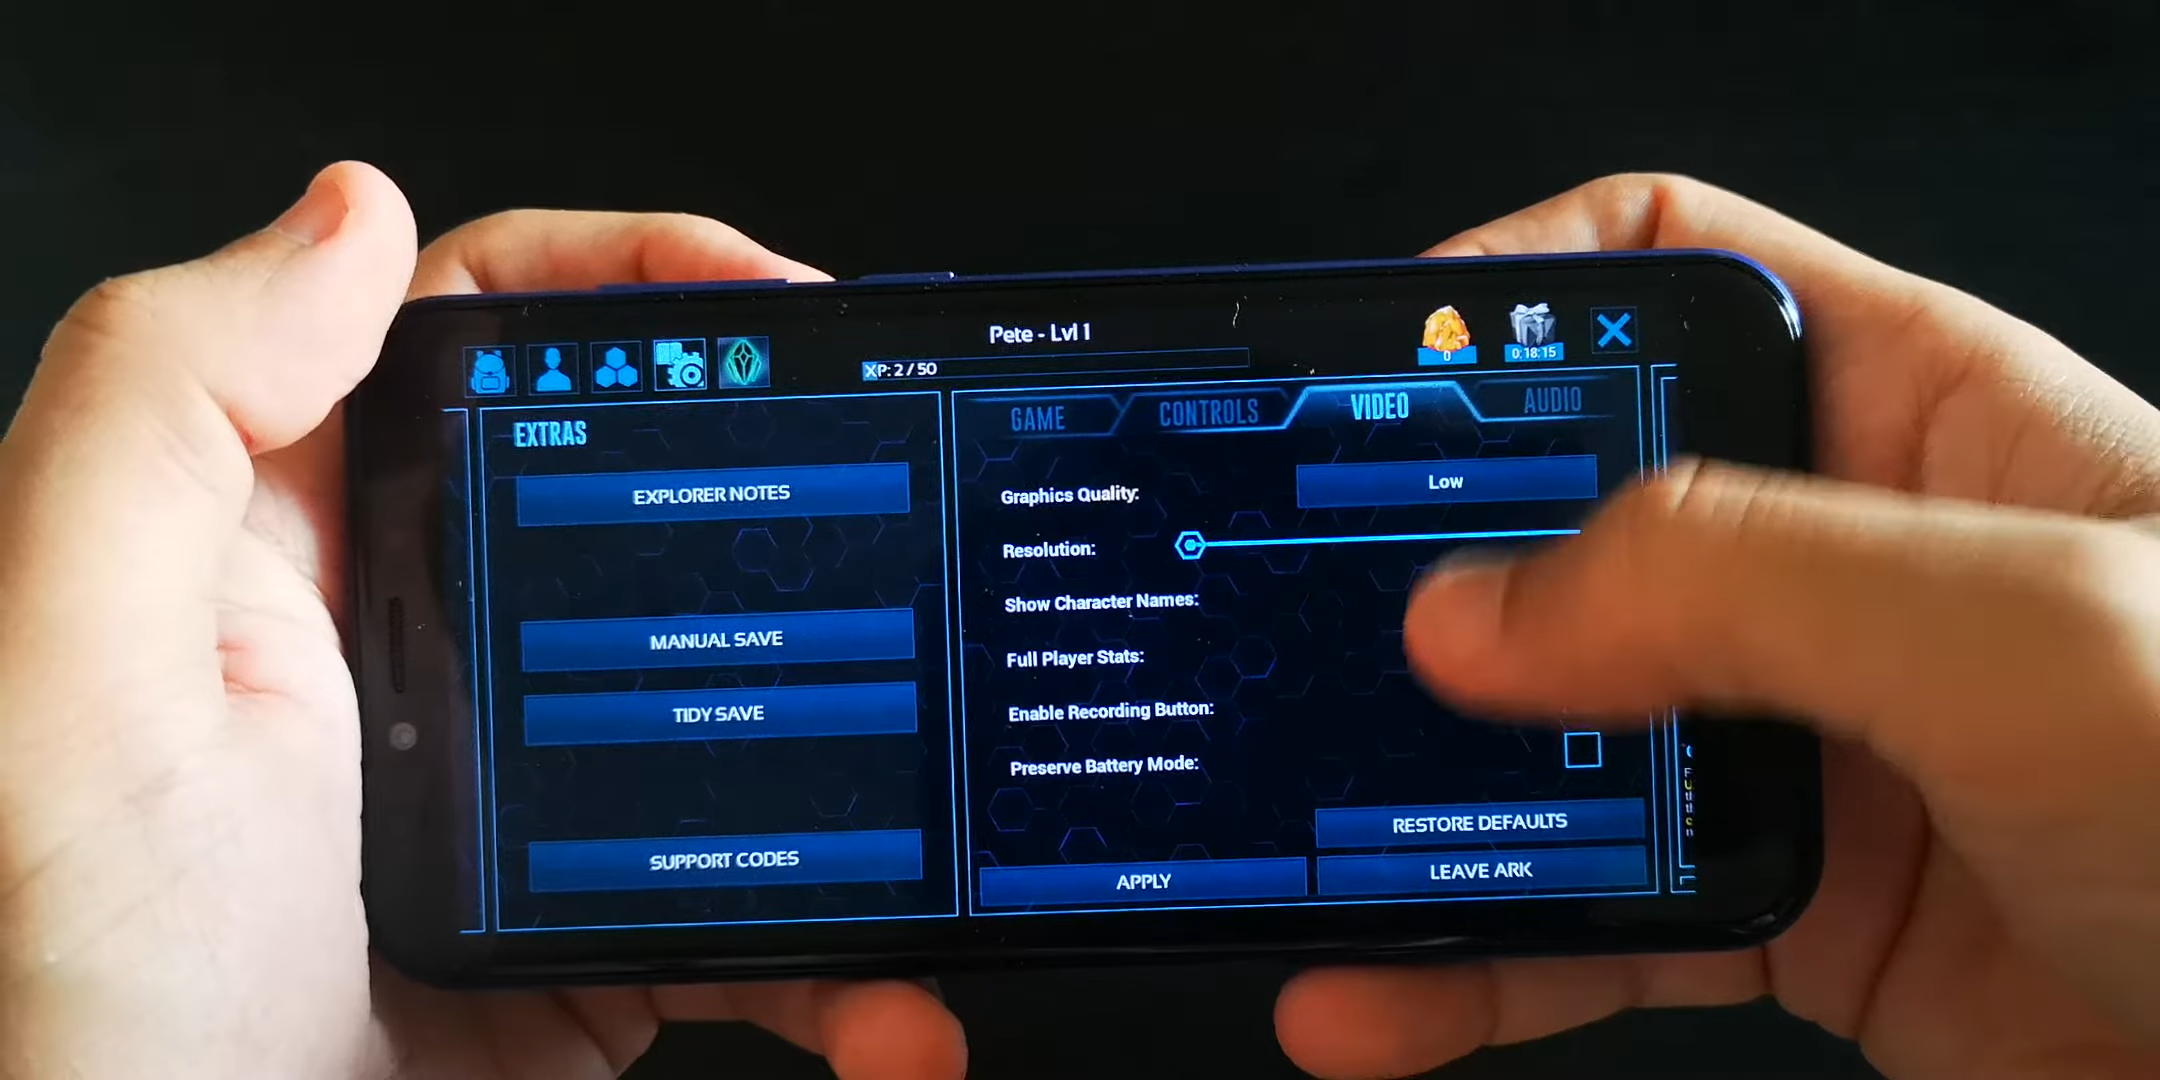 Pete - Lvl 1
XP: 2 / 50
0
0:18:15
EXTRAS
EXPLORER NOTES
MANUAL SAVE
TIDY SAVE
SUPPORT CODES
GAME
CONTROLS
VIDEO
AUDIO
Graphics Quality:
Low
Resolution:
Show Character Names:
Full Player Stats:
Enable Recording Button:
Preserve Battery Mode:
RESTORE DEFAULTS
APPLY
LEAVE ARK